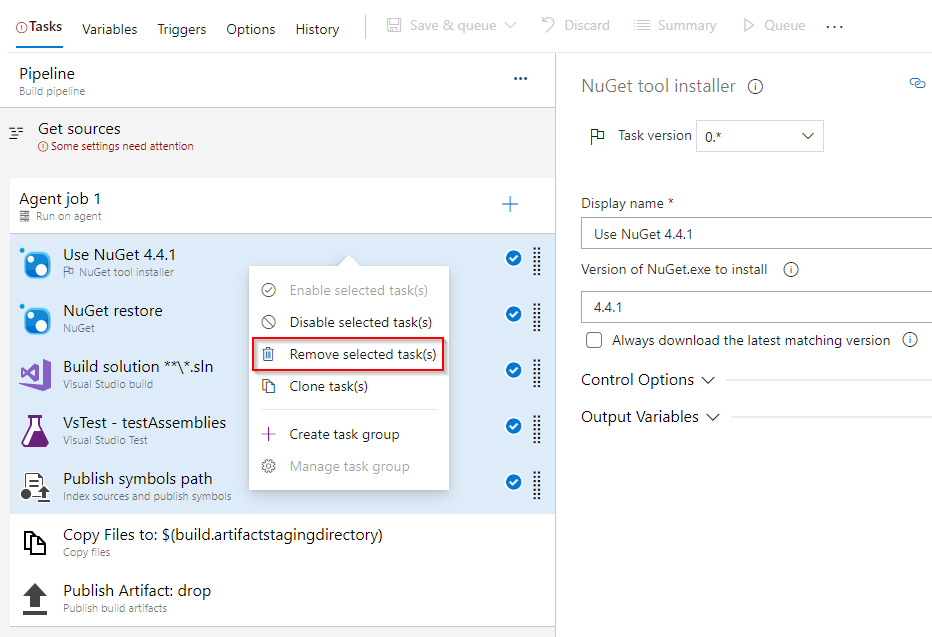 Tasks Variables Triggers Options History Save & queue Discard Summary Queue ...
Pipeline
Build pipeline
Get sources
Some settings need attention
Agent job 1
Run on agent
Use NuGet 4.4.1
NuGet tool installer
NuGet restore
NuGet
Build solution **\*.sln
Visual Studio build
VsTest - testAssemblies
Visual Studio Test
Publish symbols path
Index sources and publish symbols
Copy Files to: $(build.artifactstagingdirectory)
Copy files
Publish Artifact: drop
Publish build artifacts
Enable selected task(s)
Disable selected task(s)
Remove selected task(s)
Clone task(s)
Create task group
Manage task group
NuGet tool installer
Task version 0.*
Display name *
Use NuGet 4.4.1
Version of NuGet.exe to install
4.4.1
Always download the latest matching version
Control Options
Output Variables